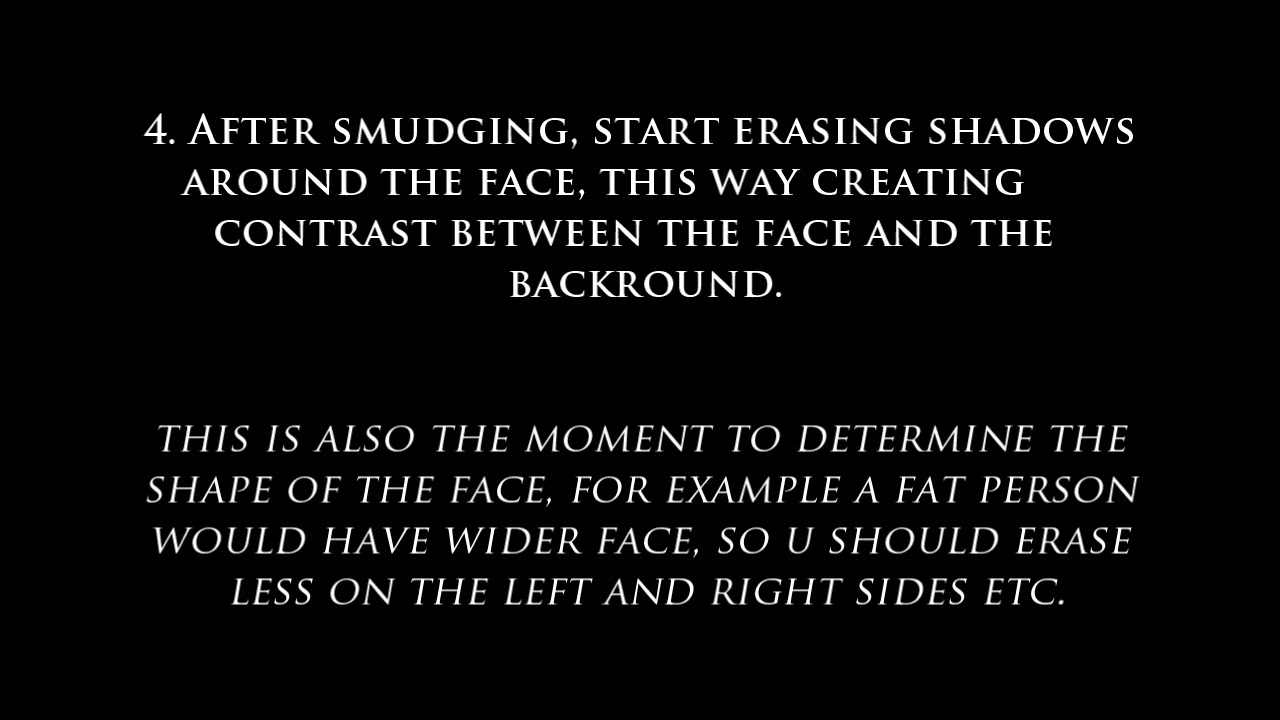 4. After smudging, start erasing shadows
around the face, this way creating
contrast between the face and the
backround.
this is also the moment to determine the
shape of the face, for example a fat person
would have wider face, so u should erase
less on the left and right sides etc.